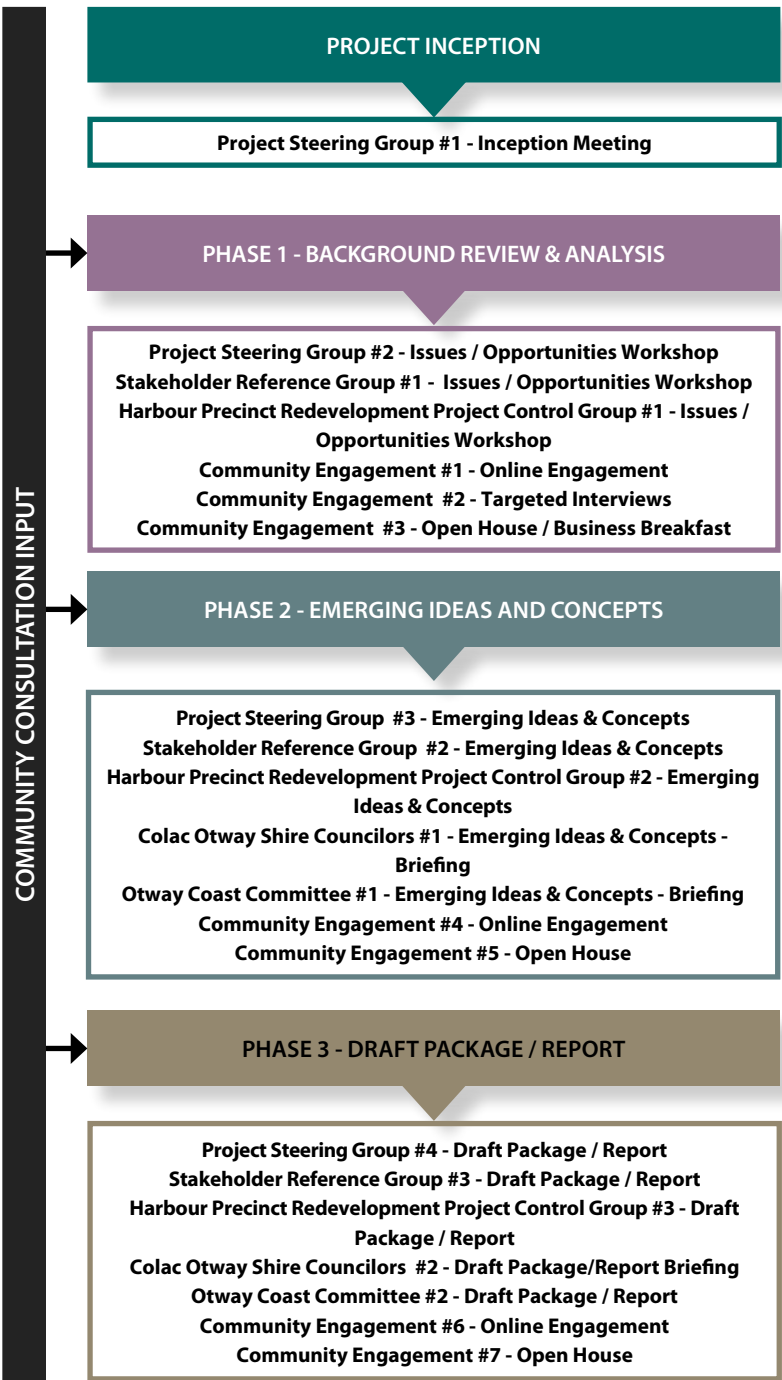 COMMUNITY CONSULTATION INPUT
PROJECT INCEPTION
Project Steering Group #1 - Inception Meeting
PHASE 1 - BACKGROUND REVIEW & ANALYSIS
Project Steering Group #2 - Issues / Opportunities Workshop
Stakeholder Reference Group #1 - Issues / Opportunities Workshop
Harbour Precinct Redevelopment Project Control Group #1 - Issues /
Opportunities Workshop
Community Engagement #1 - Online Engagement
Community Engagement #2 - Targeted Interviews
Community Engagement #3 - Open House / Business Breakfast
PHASE 2 - EMERGING IDEAS AND CONCEPTS
Project Steering Group #3 - Emerging Ideas & Concepts
Stakeholder Reference Group #2 - Emerging Ideas & Concepts
Harbour Precinct Redevelopment Project Control Group #2 - Emerging
Ideas & Concepts
Colac Otway Shire Councilors #1 - Emerging Ideas & Concepts -
Briefing
Otway Coast Committee #1 - Emerging Ideas & Concepts - Briefing
Community Engagement #4 - Online Engagement
Community Engagement #5 - Open House
PHASE 3 - DRAFT PACKAGE / REPORT
Project Steering Group #4 - Draft Package / Report
Stakeholder Reference Group #3 - Draft Package / Report
Harbour Precinct Redevelopment Project Control Group #3 - Draft
Package / Report
Colac Otway Shire Councilors #2 - Draft Package/Report Briefing
Otway Coast Committee #2 - Draft Package / Report
Community Engagement #6 - Online Engagement
Community Engagement #7 - Open House